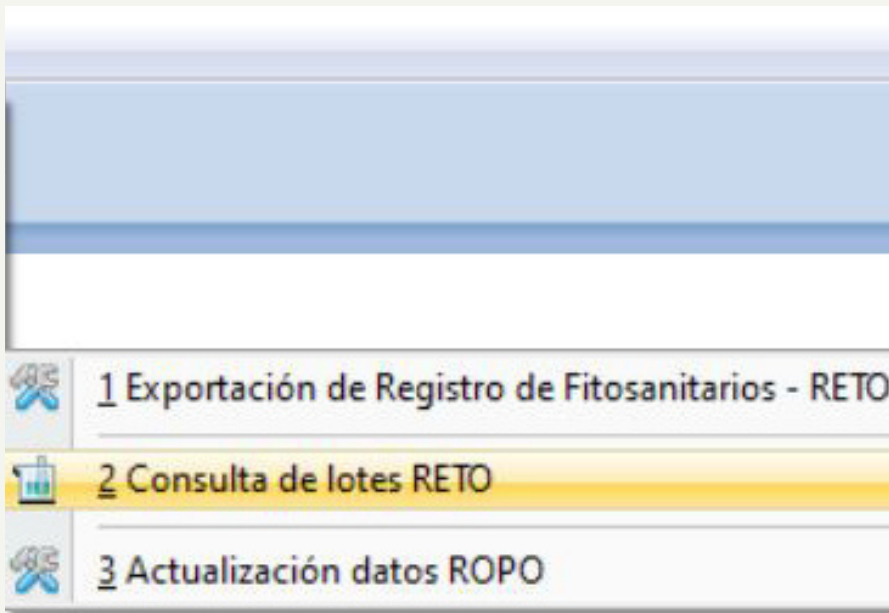 1 Exportación de Registro de Fitosanitarios - RETO
2 Consulta de lotes RETO
3 Actualización datos ROPO